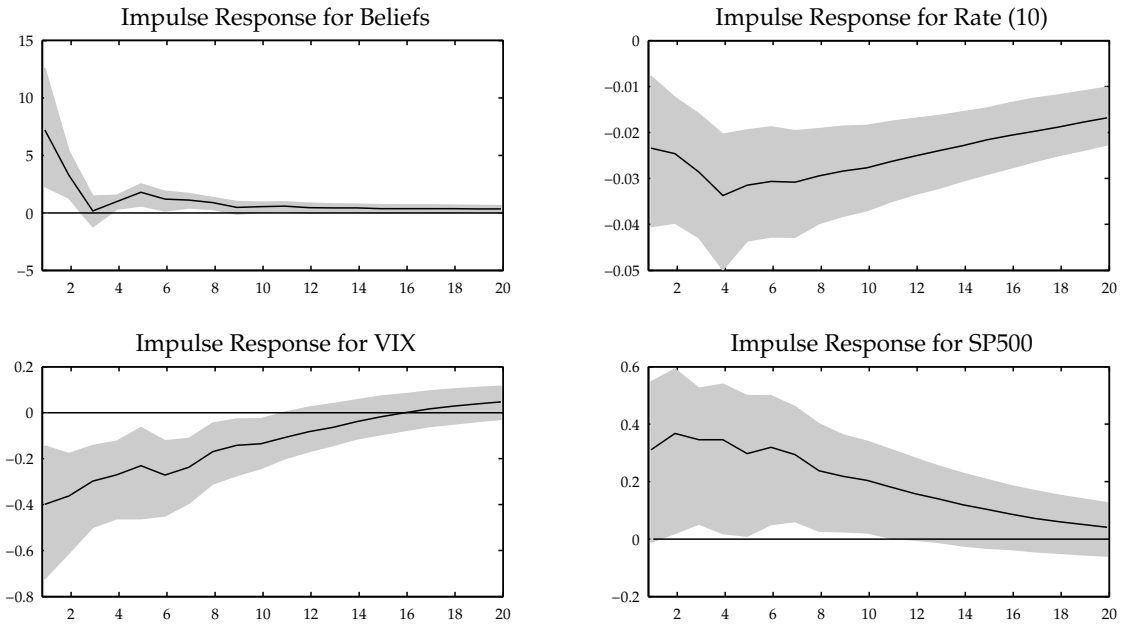 Impulse Response for Beliefs
15
10
5
0
−5
2 4 6 8 10 12 14 16 18 20
Impulse Response for Rate (10)
0
−0.01
−0.02
−0.03
−0.04
−0.05
2 4 6 8 10 12 14 16 18 20
Impulse Response for VIX
0.2
0
−0.2
−0.4
−0.6
−0.8
2 4 6 8 10 12 14 16 18 20
Impulse Response for SP500
0.6
0.4
0.2
0
−0.2
2 4 6 8 10 12 14 16 18 20